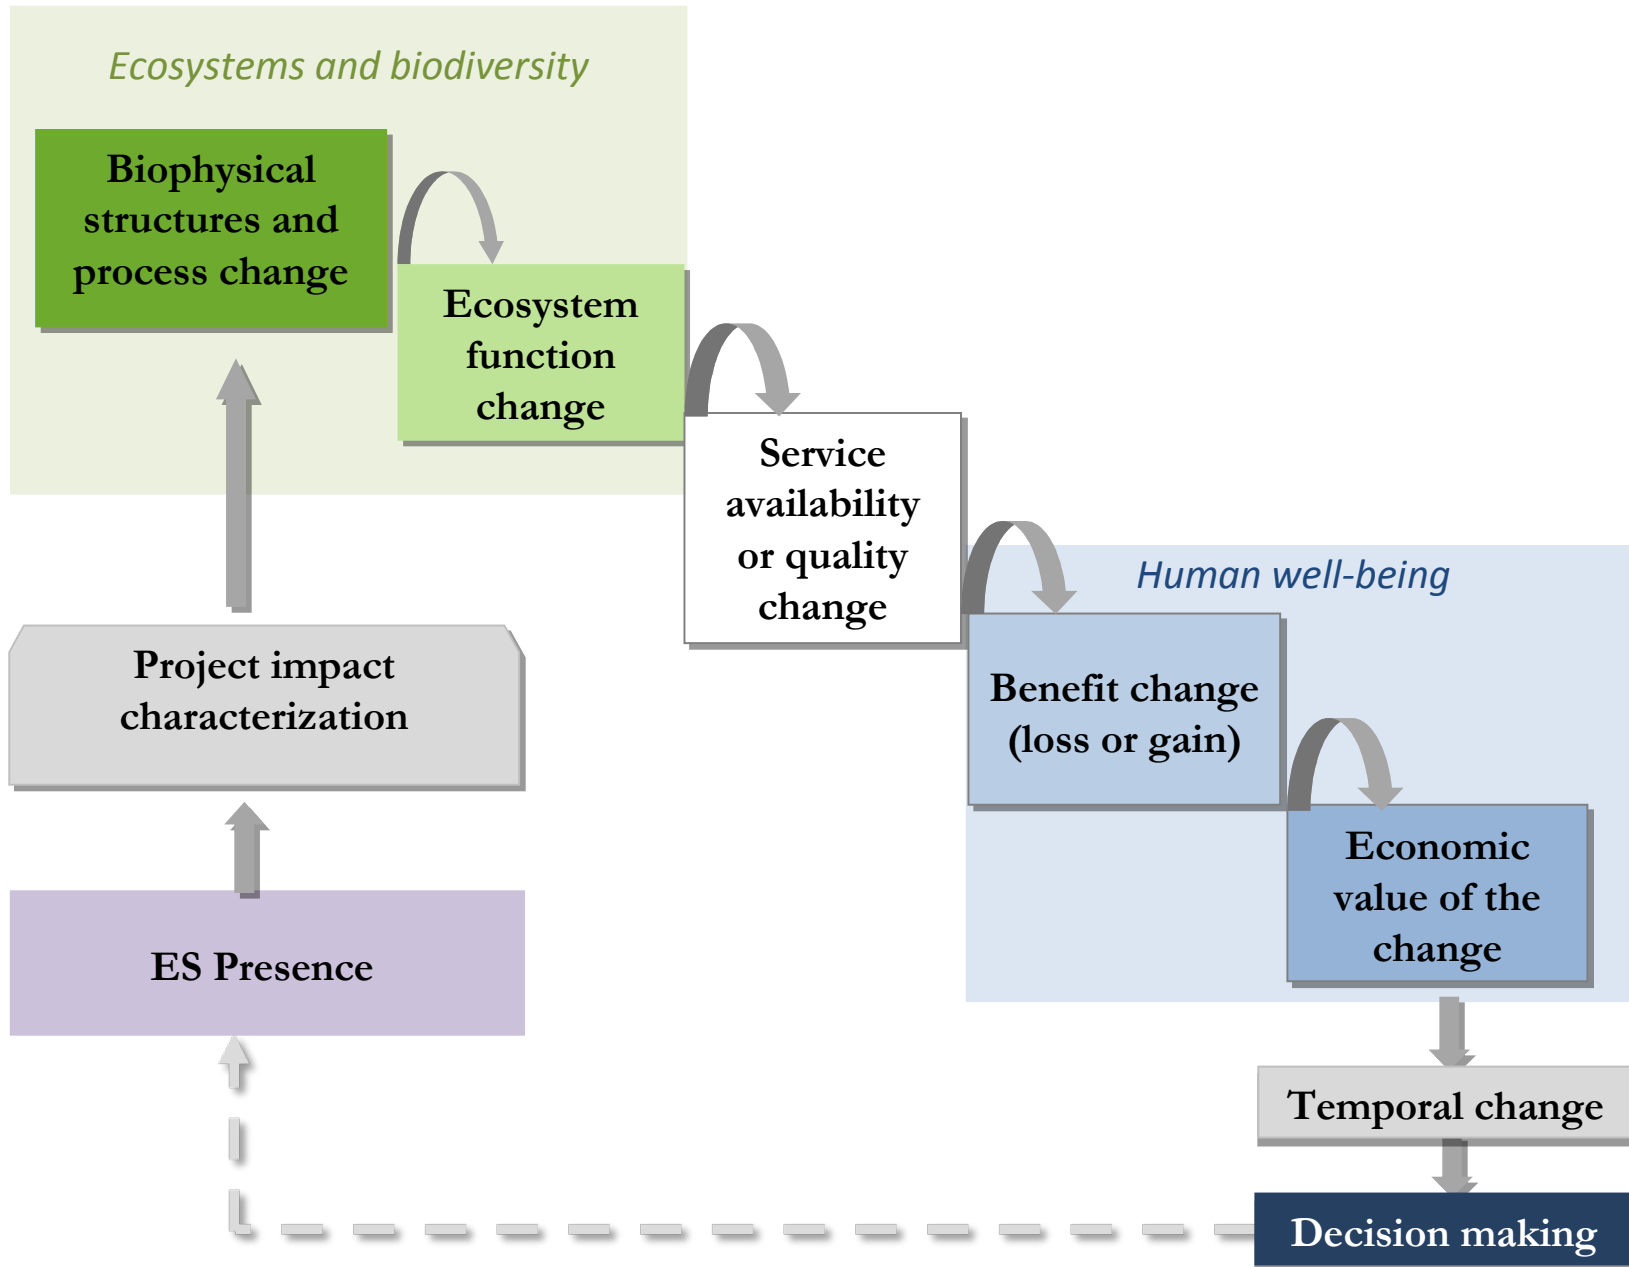 Ecosystems and biodiversity
Biophysical
structures and
process change
Ecosystem
function
change
Service
availability
or quality
change
Human well-being
Benefit change
(loss or gain)
Economic
value of the
change
Project impact
characterization
ES Presence
Temporal change
Decision making